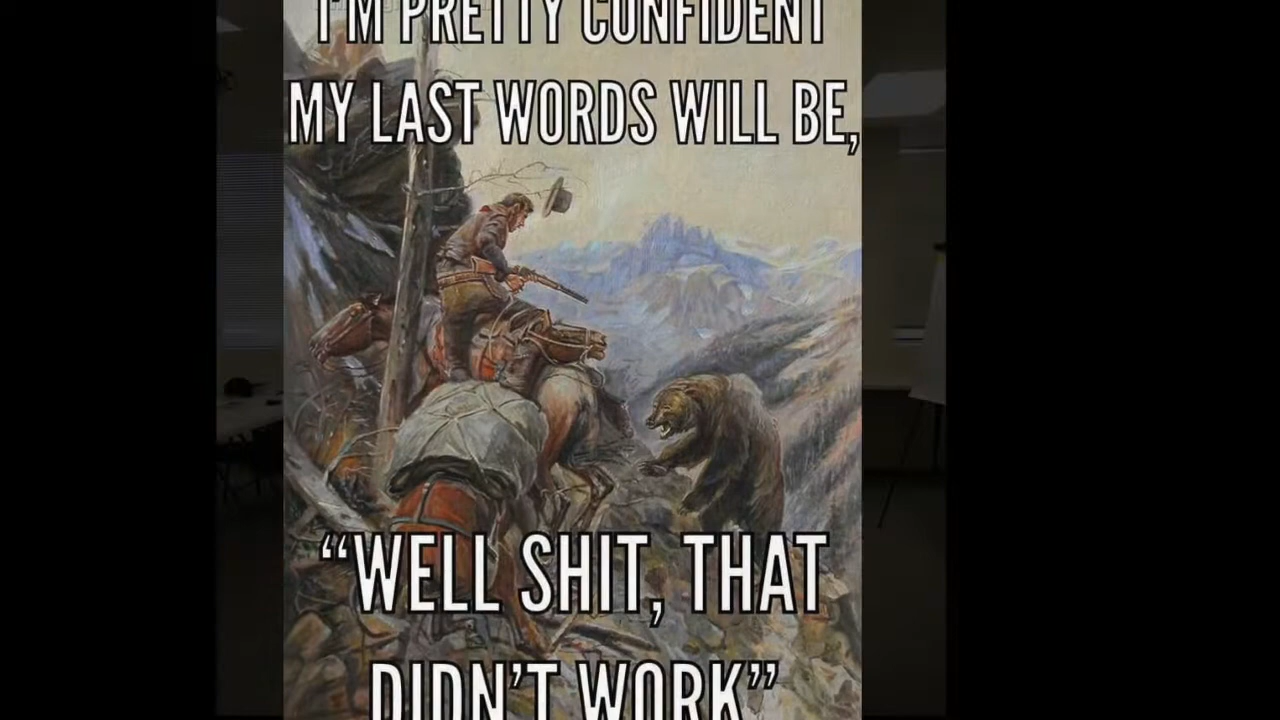 I'M PRETTY CONFIDENT
MY LAST WORDS WILL BE,
“WELL SHIT, THAT
DIDN’T WORK”